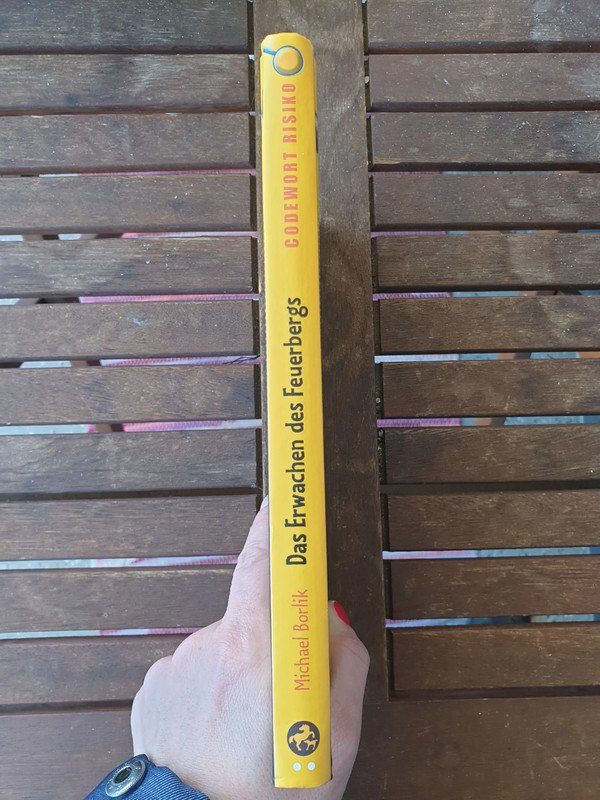 Michael Borlik
Das Erwachen des Feuerbergs
CODEWORT RISIKO